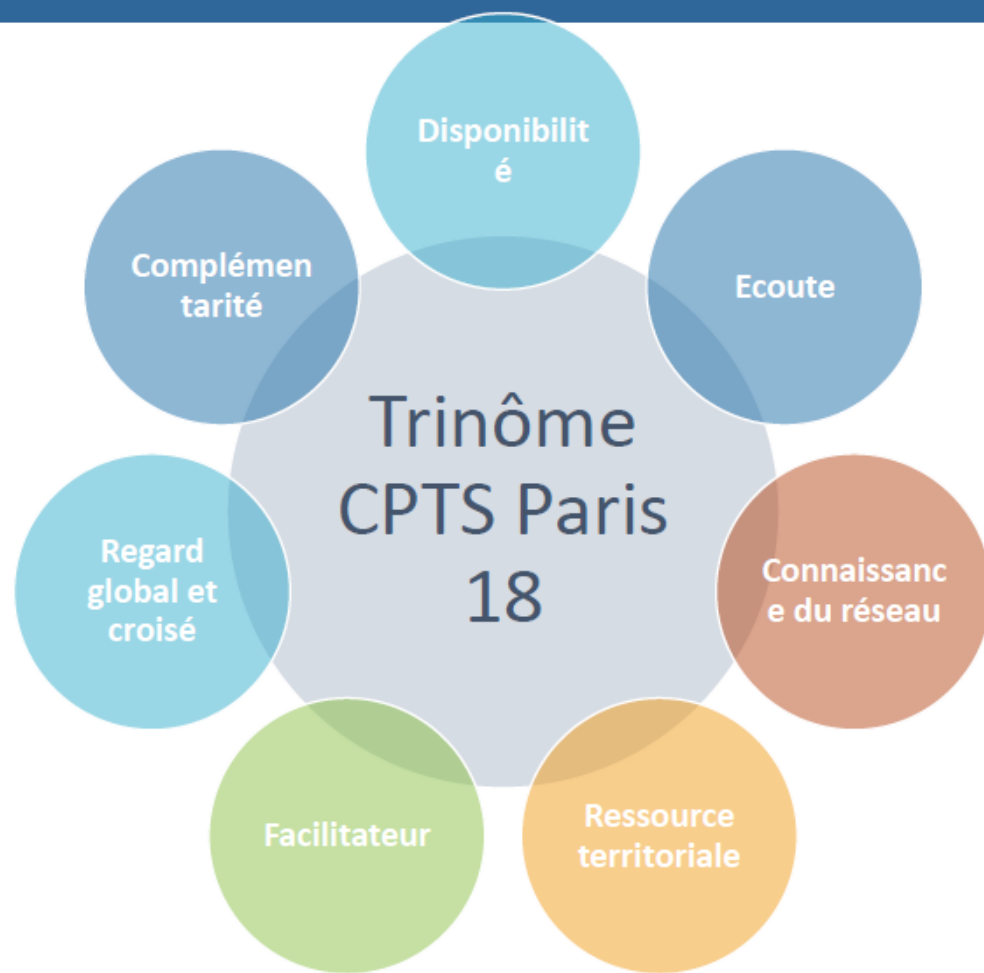 Disponibilit
é
Ecoute
Connaissanc
e du réseau
Ressource
territoriale
Facilitateur
Regard
global et
croisé
Complémen
tarité
Trinôme
CPTS Paris
18